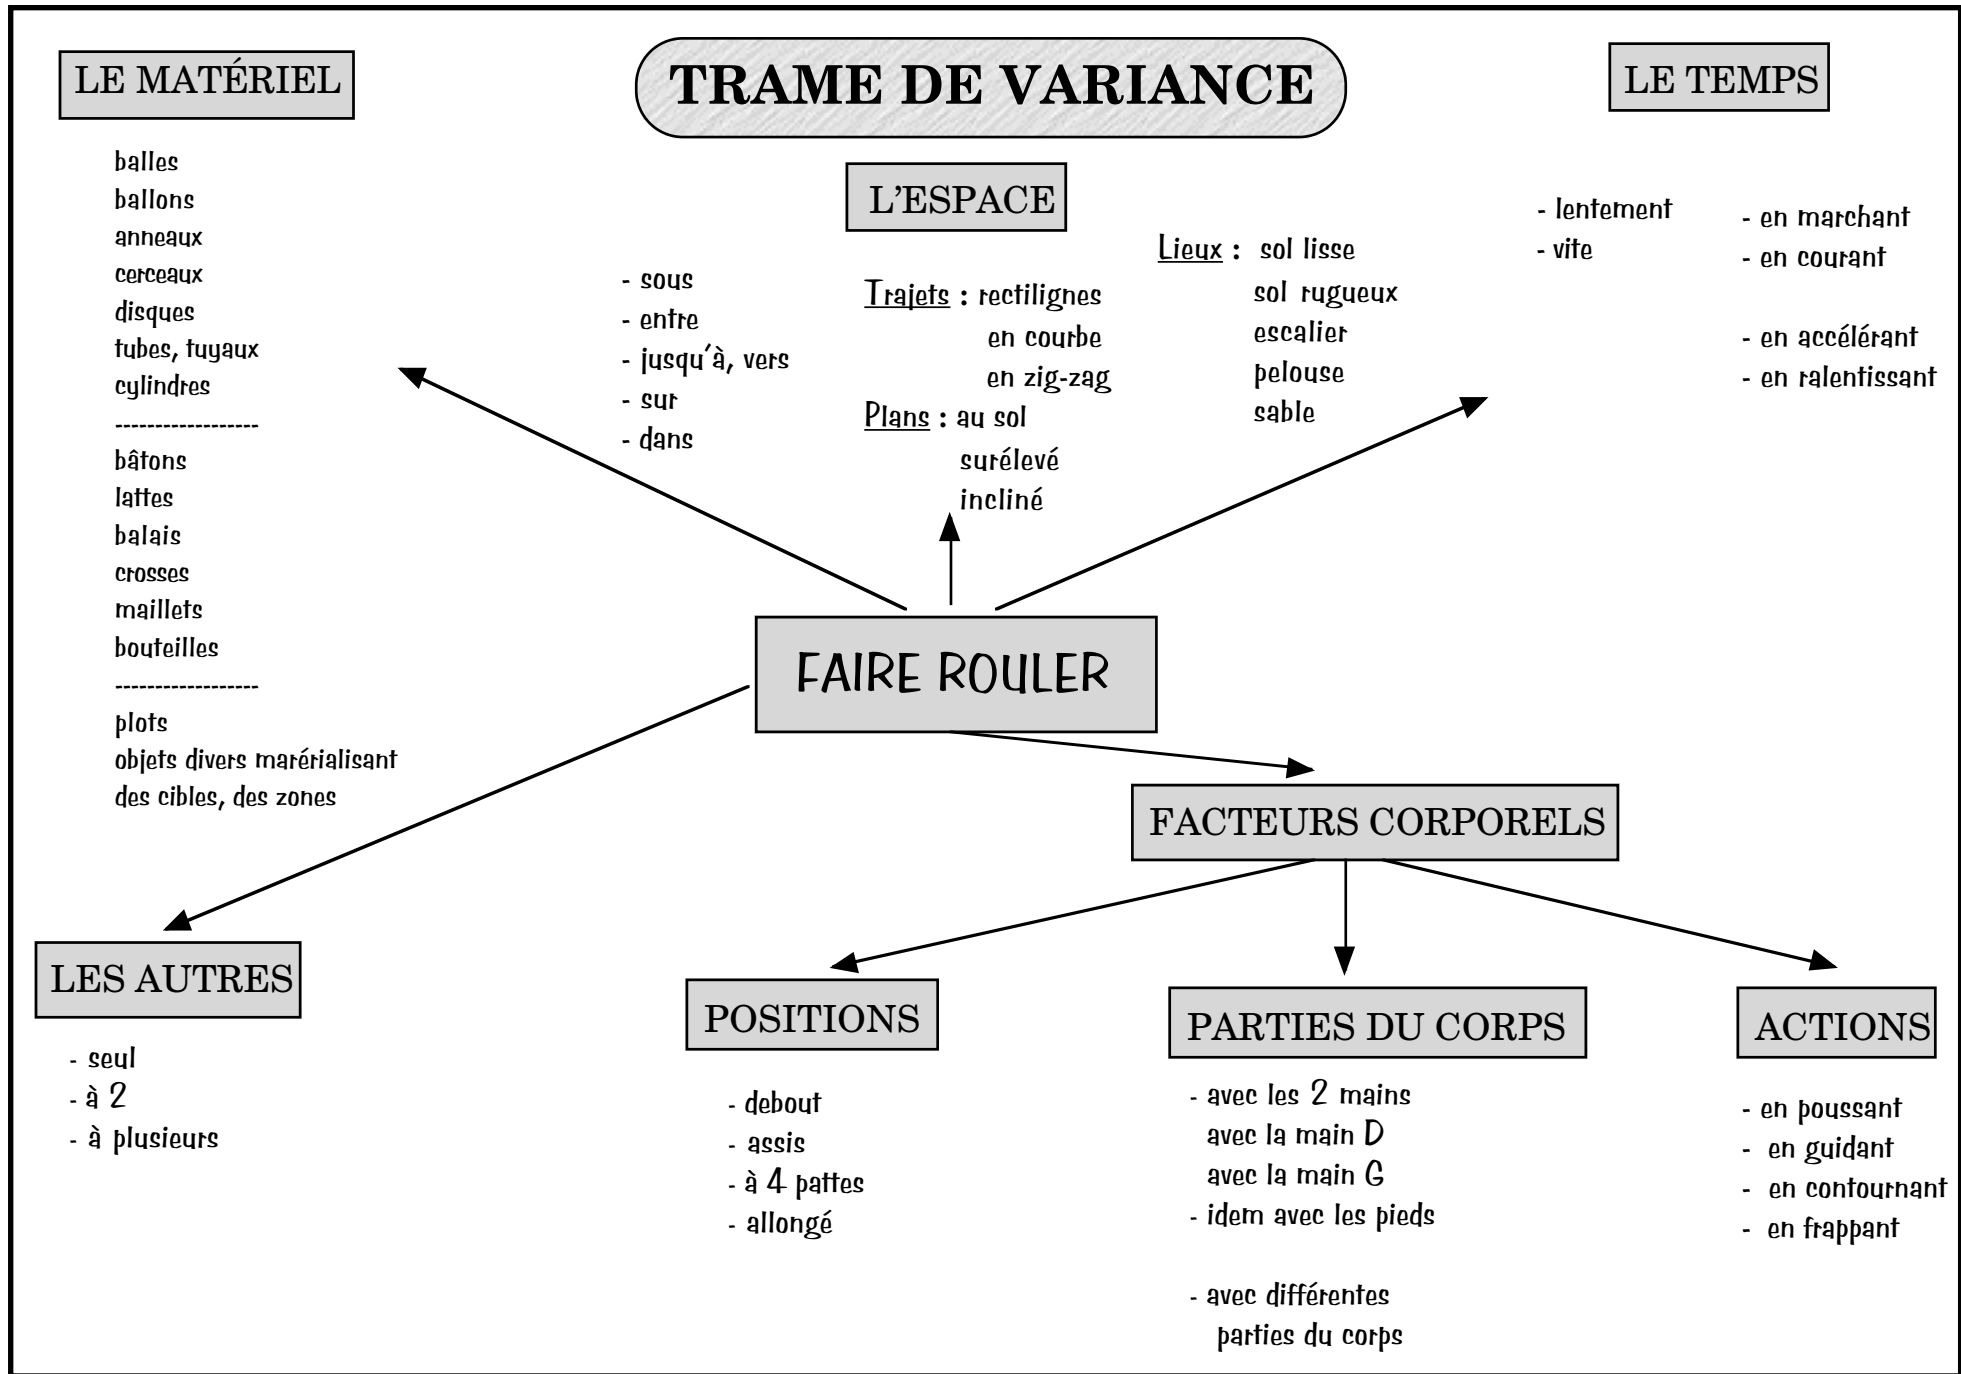 TRAME DE VARIANCE
LE MATÉRIEL
balles
ballons
anneaux
cerceaux
disques
tubes, tuyaux
cylindres
------------------
bâtons
lattes
balais
crosses
maillets
bouteilles
------------------
plots
objets divers marérialisant
des cibles, des zones
L'ESPACE
- sous
- entre
- jusqu'à, vers
- sur
- dans
Trajets : rectilignes
en courbe
en zig-zag
Plans : au sol
surélevé
incliné
Lieux : sol lisse
sol rugueux
escalier
pelouse
sable
LE TEMPS
- lentement
- vite
- en marchant
- en courant
- en accélérant
- en ralentissant
FAIRE ROULER
FACTEURS CORPORELS
LES AUTRES
- seul
- à 2
- à plusieurs
POSITIONS
- debout
- assis
- à 4 pattes
- allongé
PARTIES DU CORPS
- avec les 2 mains
avec la main D
avec la main G
- idem avec les pieds
- avec différentes
parties du corps
ACTIONS
- en poussant
- en guidant
- en contournant
- en frappant